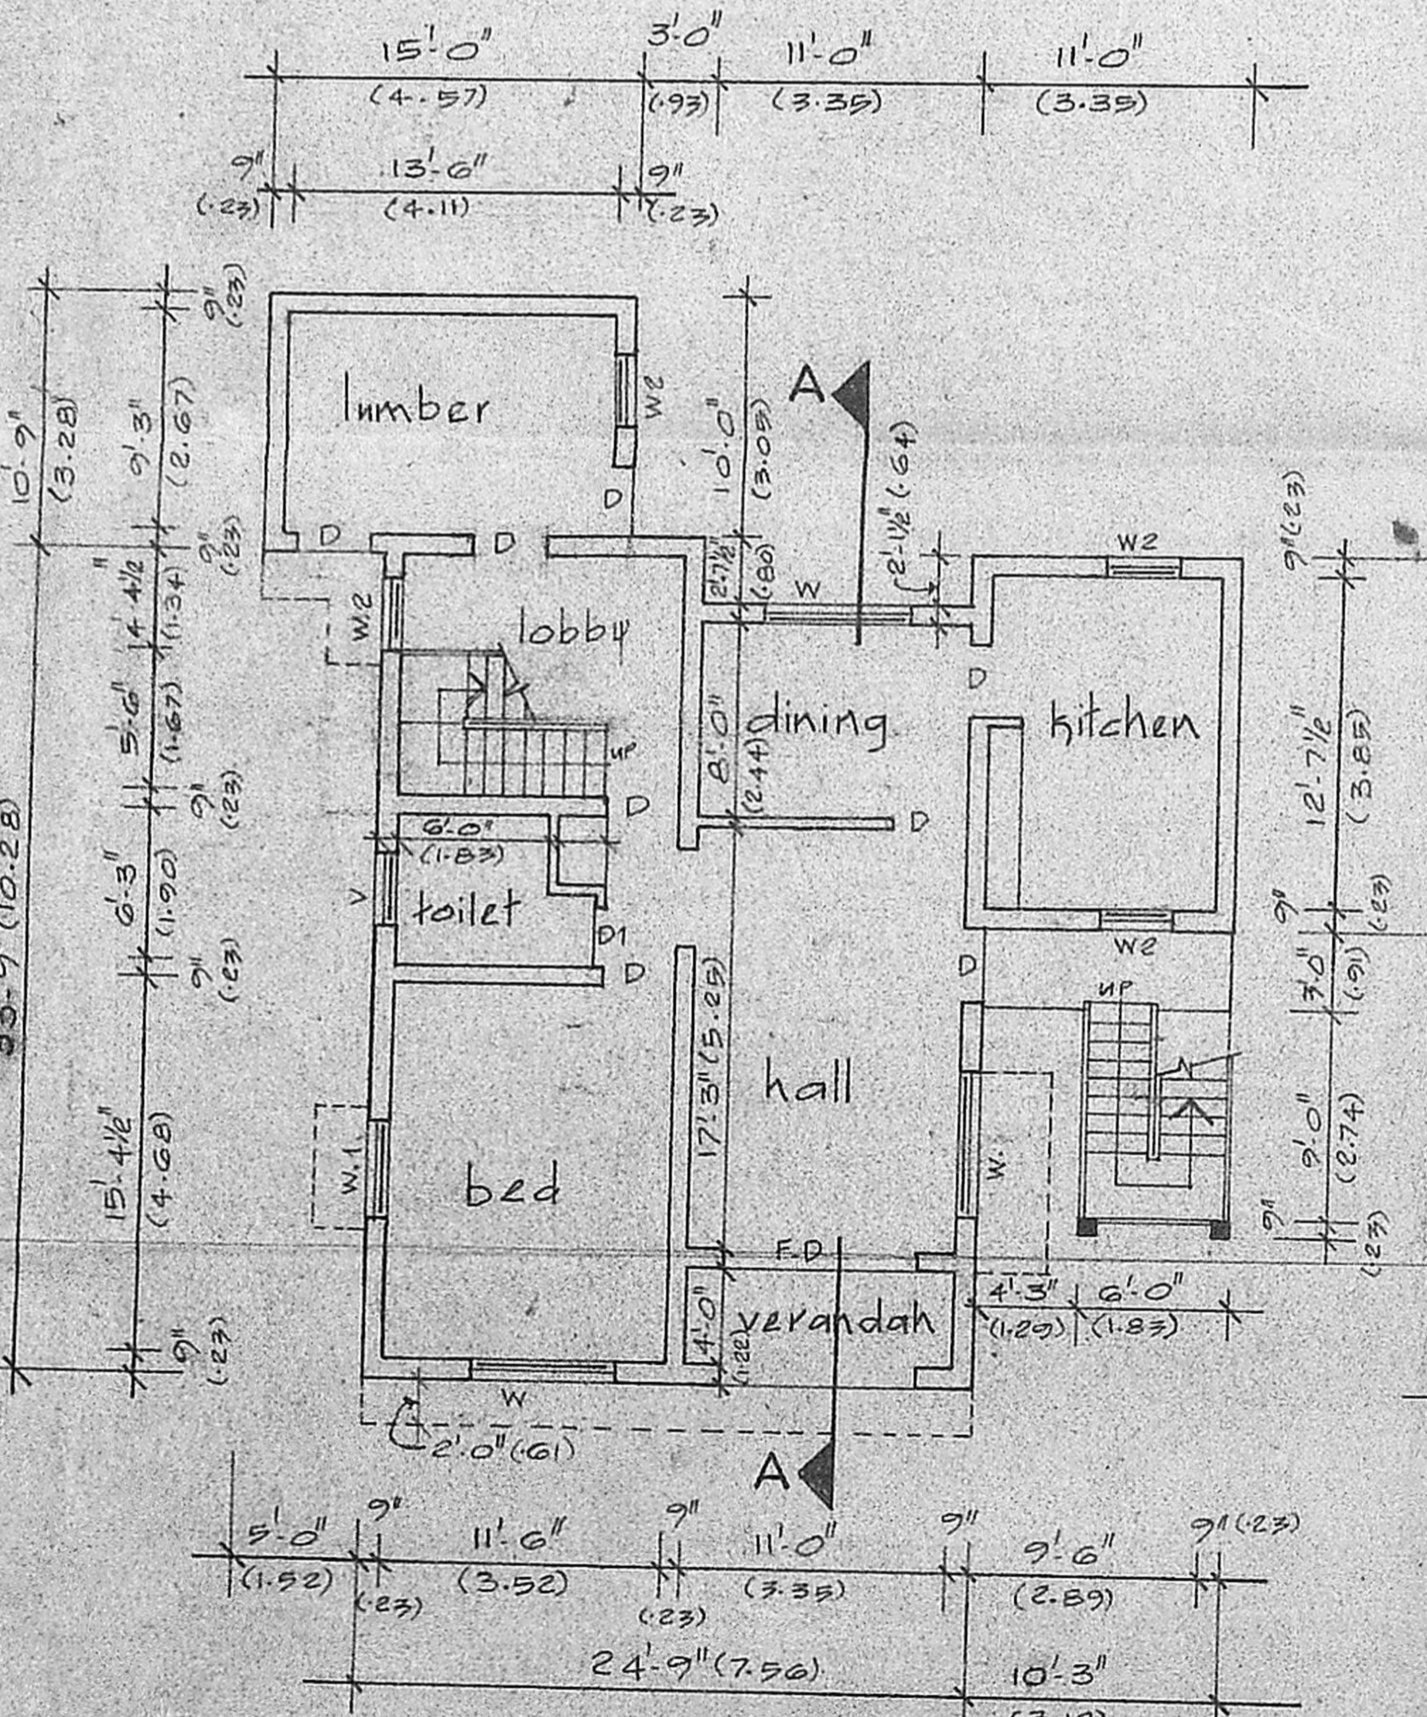 15'-0" 3'-0" 11'-0" 11'-0"
(4.57) (.93) (3.35) (3.35)
9" 13'-6" 9"
(.23) (4.11) (.23)
10'-9"
(3.28)
9'-3"
(2.67)
9"
(.23)
lumber
W2
D
D
D
10'-0"
(3.05)
A
2'-1½" (.64)
9"
(.23)
4'-4½"
(1.34)
W.2
lobby
2'-7½"
(.80)
W
W2
9" (.23)
5'-6"
(1.67)
UP
8'-0"
(2.44)
dining
D
kitchen
12'-7½"
(3.85)
9"
(.23)
D
D
6'-0"
(1.83)
6'-3"
(1.90)
V
toilet
D1
D
9"
(.23)
(10.28)
W2
D
9"
(.23)
3'-0"
(.91)
UP
17'-3" (5.25)
hall
W.
15'-4½"
(4.68)
W.1
bed
9'-0"
(2.74)
9"
(.23)
F.D
verandah
4'-0"
(1.22)
4'-3" 6'-0"
(1.29) (1.83)
9"
(.23)
W
2'-0" (.61)
A
5'-0" 9" 11'-6" 9" 11'-0" 9" 9'-6" 9" (.23)
(1.52) (.23) (3.52) (.23) (3.35) (2.89)
24'-9" (7.56) 10'-3"